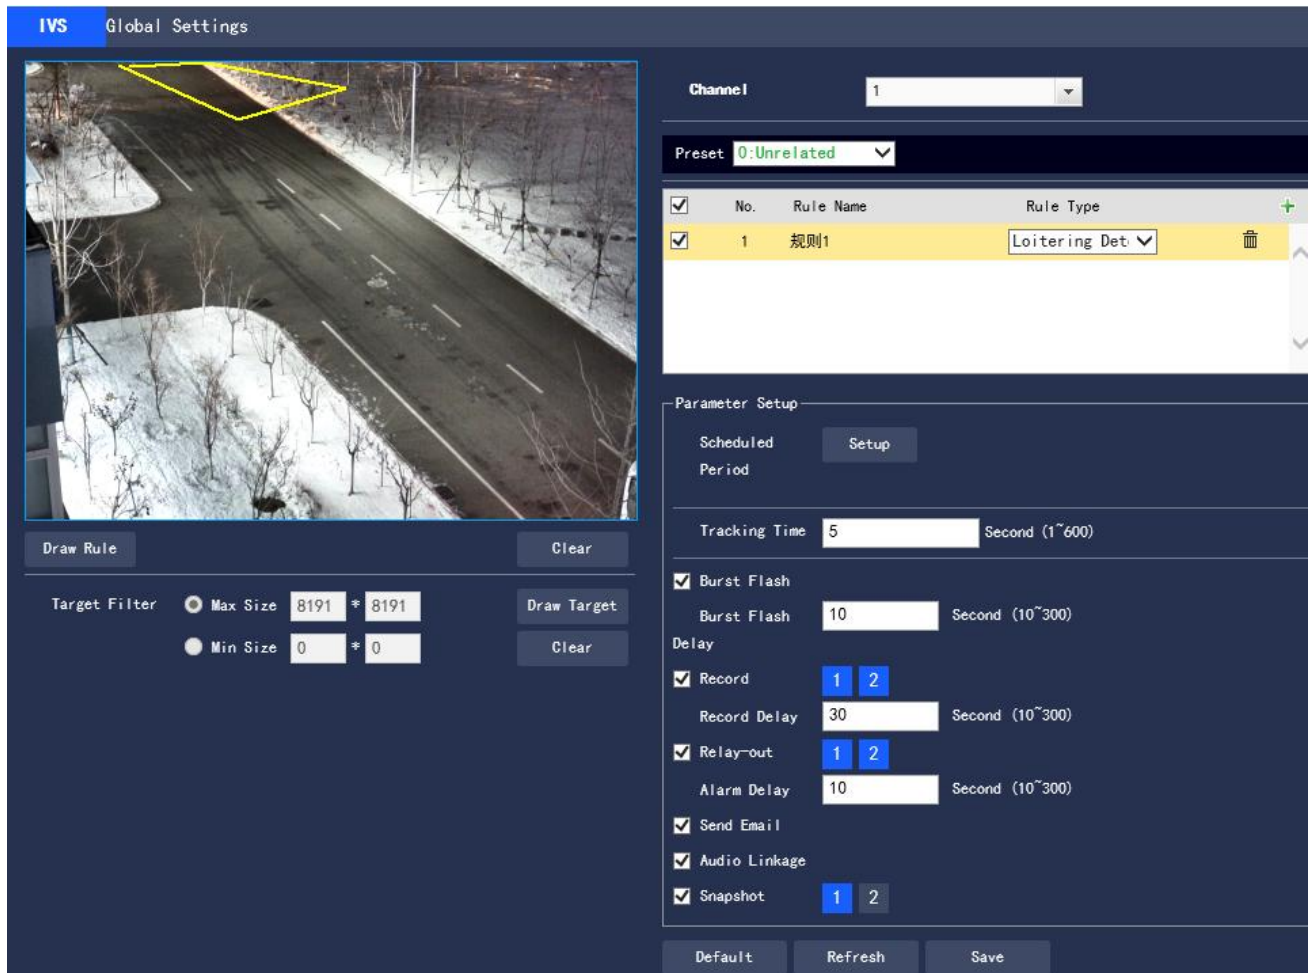 IVS Global Settings
Channel 1
Preset 0:Unrelated
No. Rule Name Rule Type +
1 规则1 Loitering Det
Parameter Setup
Scheduled Setup
Period
Tracking Time 5 Second (1~600)
Burst Flash
Burst Flash 10 Second (10~300)
Delay
Record 1 2
Record Delay 30 Second (10~300)
Relay-out 1 2
Alarm Delay 10 Second (10~300)
Send Email
Audio Linkage
Snapshot 1 2
Default Refresh Save
Draw Rule Clear
Target Filter Max Size 8191 * 8191 Draw Target
Min Size 0 * 0 Clear